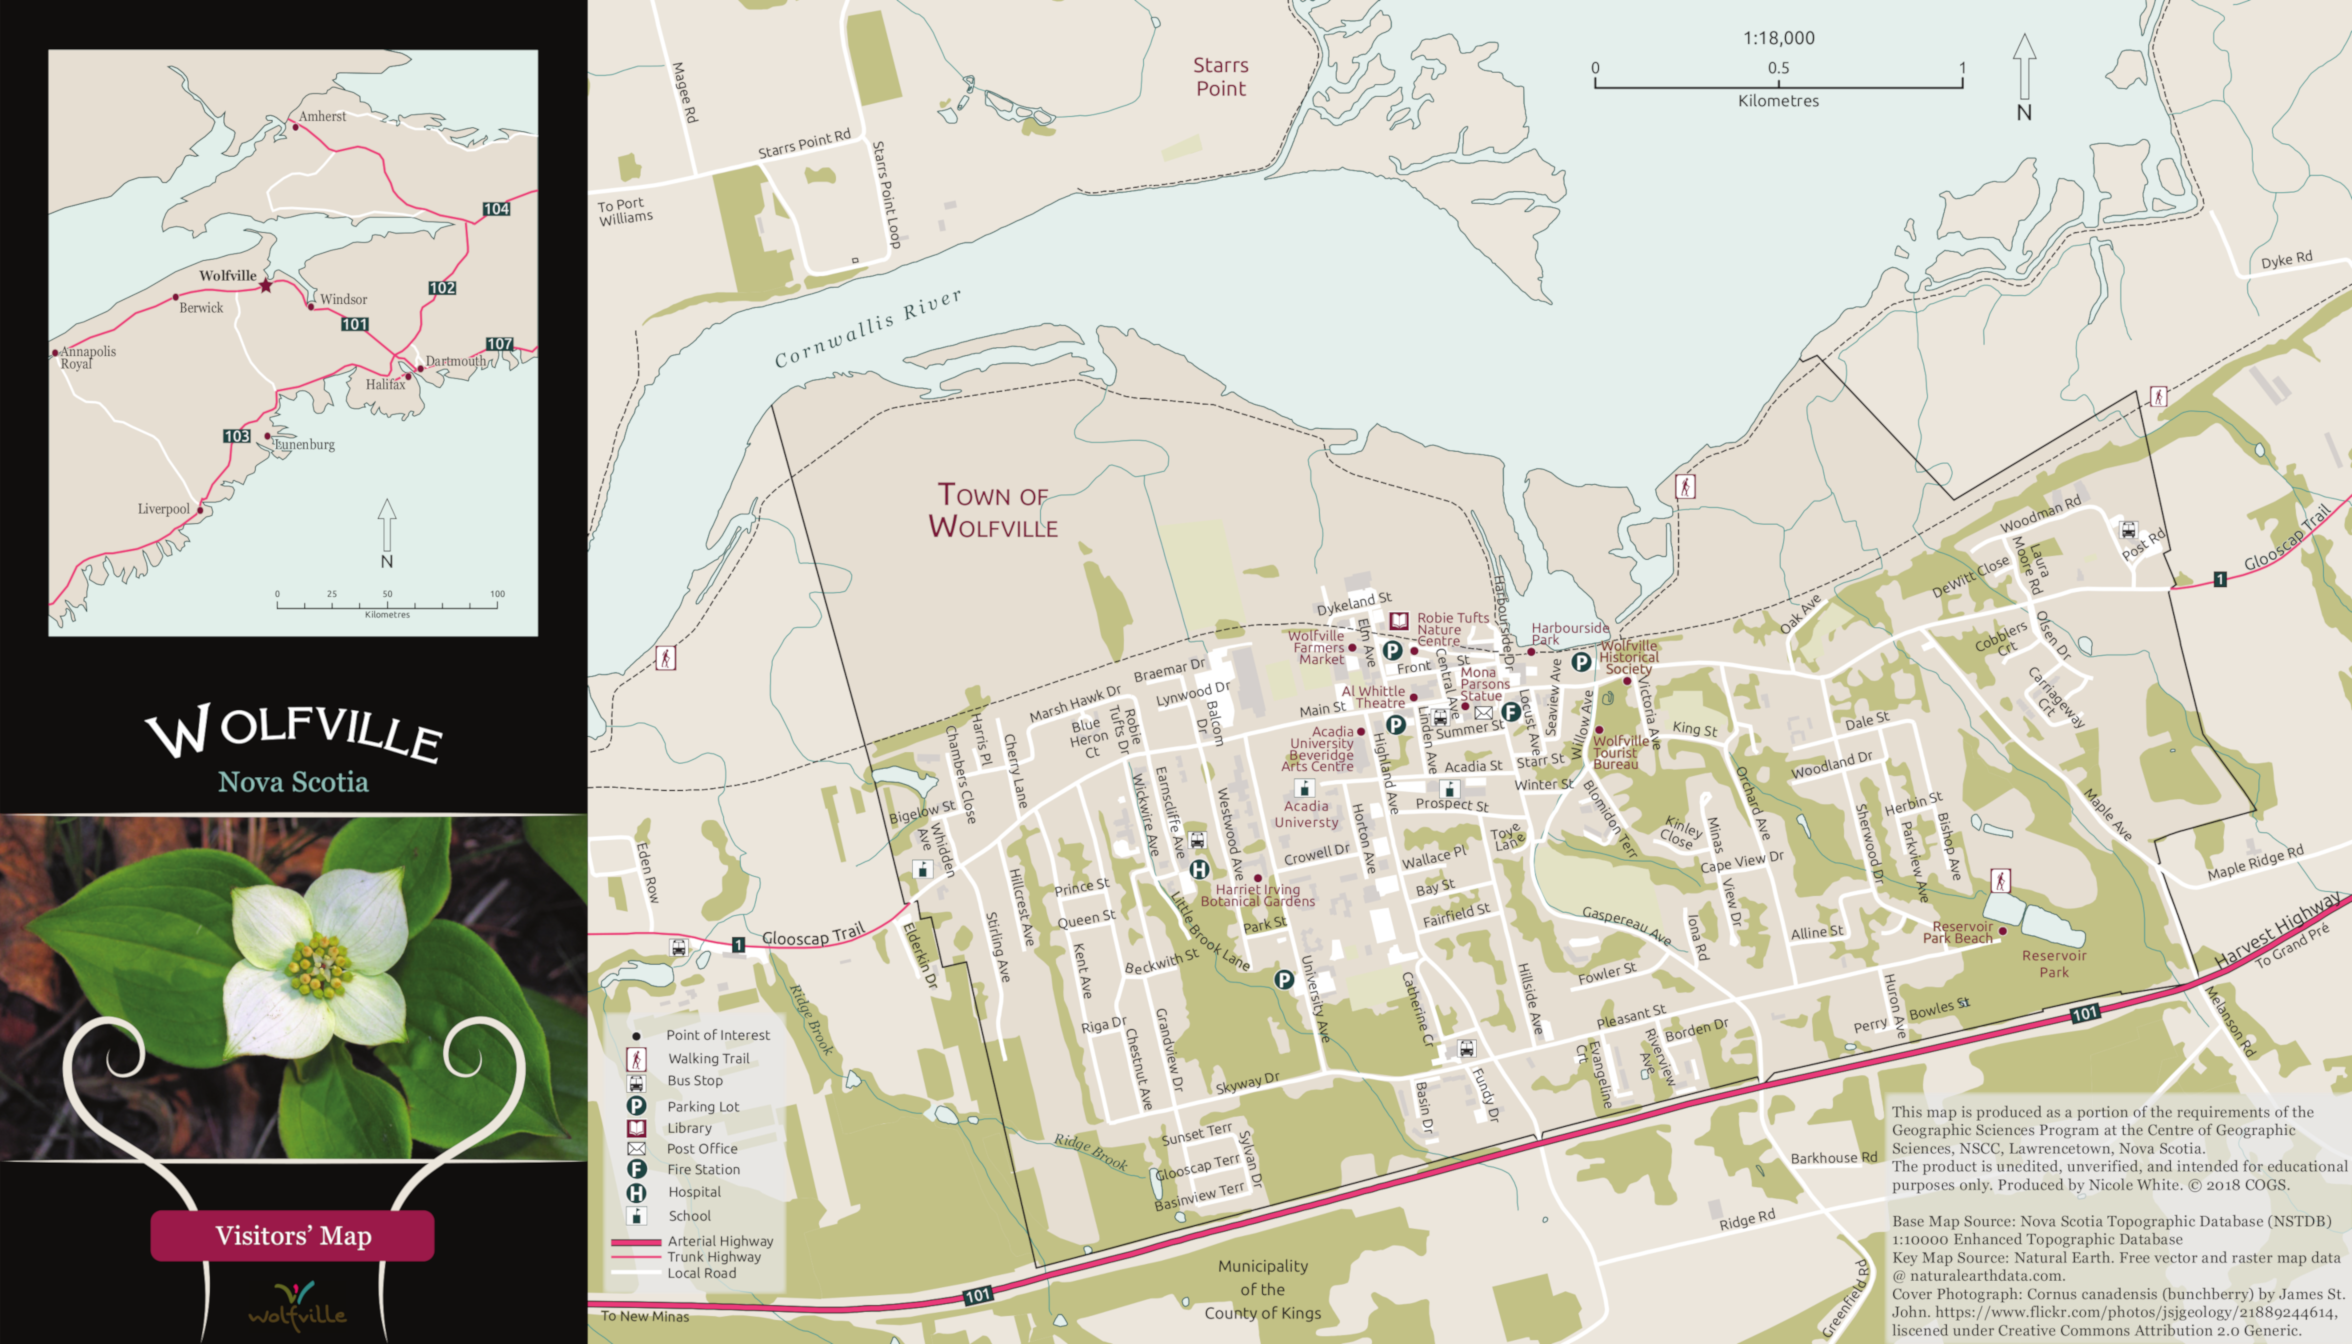 Amherst
104
Wolfville
102
Berwick
Windsor
101
107
Annapolis
Royal
Dartmouth
Halifax
103
Lunenburg
Liverpool
N
0 25 50 100
Kilometres
WOLFVILLE
Nova Scotia
Visitors' Map
wolfville
1:18,000
0 0.5 1
Kilometres
N
Starrs
Point
Magee Rd
Starrs Point Rd
Starrs Point Loop
To Port
Williams
Cornwallis River
Dyke Rd
TOWN OF
WOLFVILLE
Woodman Rd
Post Rd
Laura
Moore Rd
DeWitt Close
Glooscap Trail
1
Oak Ave
Olsen Dr
Cobblers
Crt
Carriageway
Crt
Dykeland St
Harbourside Dr
Robie Tufts
Nature
Centre
Harbourside
Park
Wolfville
Farmers
Market
Elm Ave
P
P
Front St
Central Ave
Wolfville
Historical
Society
Mona
Parsons
Statue
Al Whittle
Theatre
Main St
P
F
Linden Ave
Summer St
Locust Ave
Seaview Ave
Willow Ave
Victoria Ave
King St
Dale St
Acadia
University
Beveridge
Arts Centre
Wolfville
Tourist
Bureau
Highland Ave
Acadia St
Starr St
Winter St
Prospect St
Woodland Dr
Orchard Ave
Maple Ave
Braemar Dr
Lynwood Dr
Marsh Hawk Dr
Balcom
Dr
Blue
Heron
Ct
Robie
Tufts Dr
Harris Pl
Chambers Close
Cherry Lane
Bigelow St
Whidden
Ave
Wickwire Ave
Earnscliffe Ave
Westwood Ave
Acadia
Universty
Horton Ave
Crowell Dr
Wallace Pl
Toye
Lane
Blomidon Terr
Kinley
Close
Minas
View Dr
Cape View Dr
Sherwood Dr
Herbin St
Parkview Ave
Bishop Ave
Maple Ridge Rd
Eden Row
H
Harriet Irving
Botanical Gardens
Hillcrest Ave
Prince St
Queen St
Stirling Ave
Kent Ave
Little Brook Lane
Park St
Beckwith St
Bay St
Fairfield St
Gaspereau Ave
Iona Rd
Alline St
Reservoir
Park Beach
Reservoir
Park
Harvest Highway
To Grand Pré
1
Glooscap Trail
Elderkin Dr
Ridge Brook
P
University Ave
Catherine Cr
Hillside Ave
Fowler St
Huron Ave
Perry
Bowles St
101
Melanson Rd
Riga Dr
Chestnut Ave
Grandview Dr
Skyway Dr
Pleasant St
Borden Dr
Riverview
Ave
Evangeline
Crt
Basin Dr
Fundy Dr
Sunset Terr
Sylvan Dr
Glooscap Terr
Basinview Terr
Ridge Brook
Barkhouse Rd
Ridge Rd
Greenfield Rd
Municipality
of the
County of Kings
101
To New Minas
Point of Interest
Walking Trail
Bus Stop
P Parking Lot
Library
Post Office
F Fire Station
H Hospital
School
Arterial Highway
Trunk Highway
Local Road
This map is produced as a portion of the requirements of the
Geographic Sciences Program at the Centre of Geographic
Sciences, NSCC, Lawrencetown, Nova Scotia.
The product is unedited, unverified, and intended for educational
purposes only. Produced by Nicole White. © 2018 COGS.
Base Map Source: Nova Scotia Topographic Database (NSTDB)
1:10000 Enhanced Topographic Database
Key Map Source: Natural Earth. Free vector and raster map data
@ naturalearthdata.com.
Cover Photograph: Cornus canadensis (bunchberry) by James St.
John. https://www.flickr.com/photos/jsjgeology/21889244614,
liscened under Creative Commons Attribution 2.0 Generic.